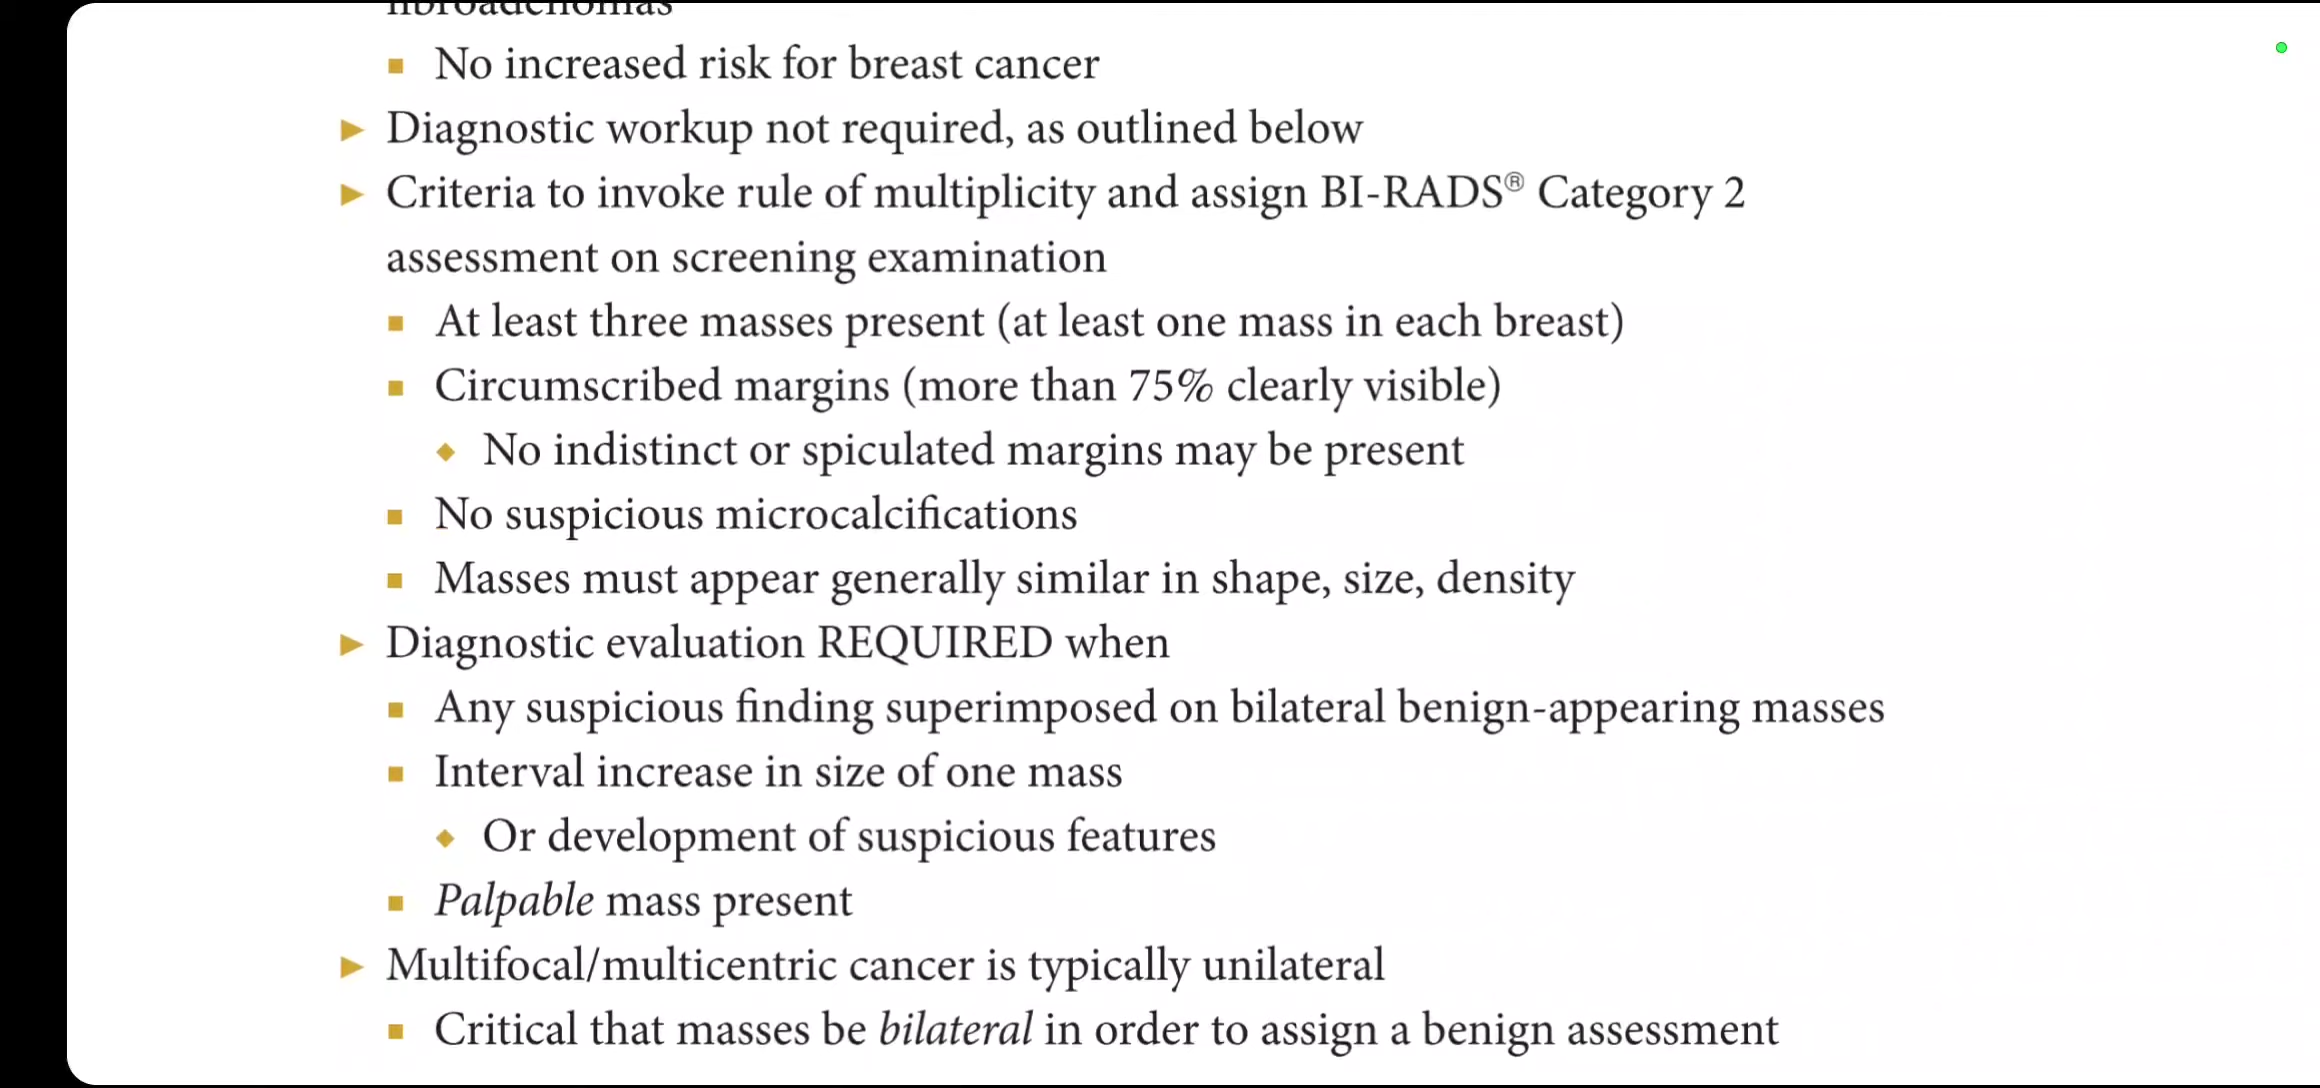 fibroadenomas
■ No increased risk for breast cancer
► Diagnostic workup not required, as outlined below
► Criteria to invoke rule of multiplicity and assign BI-RADS® Category 2
assessment on screening examination
■ At least three masses present (at least one mass in each breast)
■ Circumscribed margins (more than 75% clearly visible)
◆ No indistinct or spiculated margins may be present
■ No suspicious microcalcifications
■ Masses must appear generally similar in shape, size, density
► Diagnostic evaluation REQUIRED when
■ Any suspicious finding superimposed on bilateral benign-appearing masses
■ Interval increase in size of one mass
◆ Or development of suspicious features
■ Palpable mass present
► Multifocal/multicentric cancer is typically unilateral
■ Critical that masses be bilateral in order to assign a benign assessment